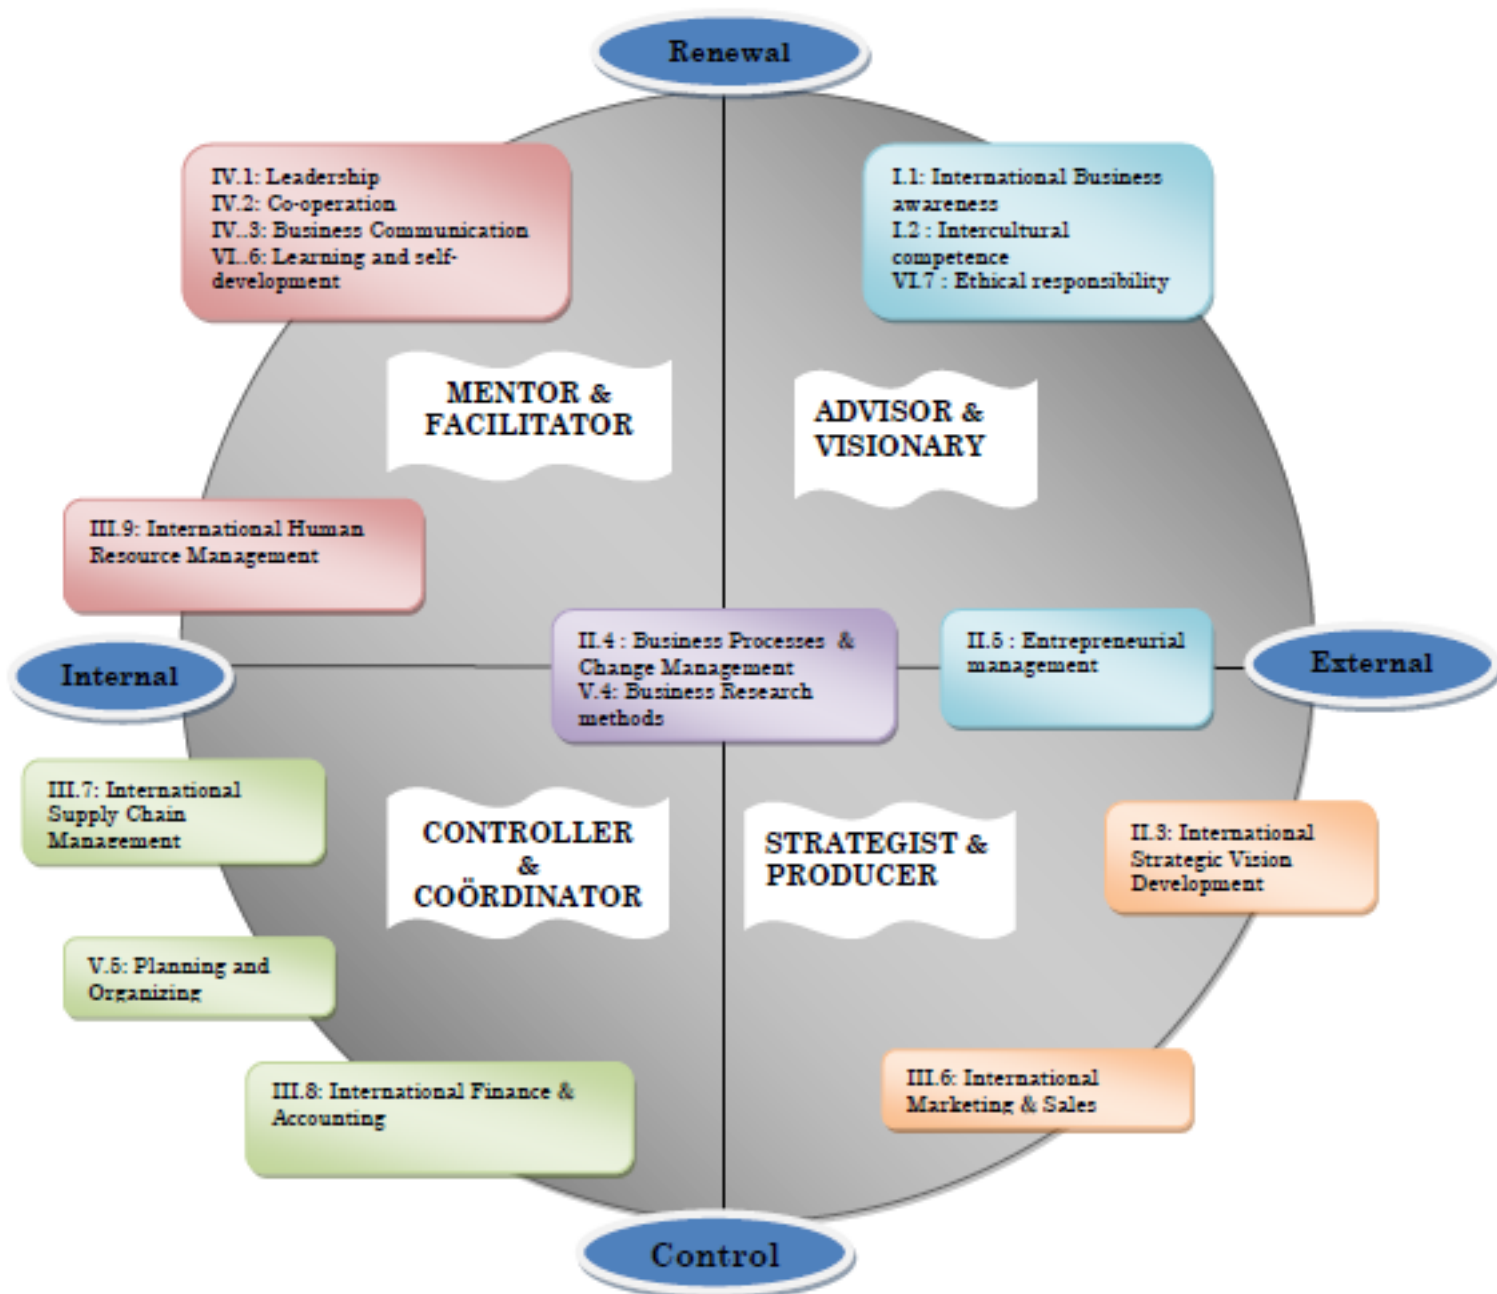 Renewal
IV.1: Leadership
IV.2: Co-operation
IV..3: Business Communication
VI..6: Learning and self-
development
I.1: International Business
awareness
I.2 : Intercultural
competence
VI.7 : Ethical responsibility
MENTOR &
FACILITATOR
ADVISOR &
VISIONARY
III.9: International Human
Resource Management
Internal
II.4 : Business Processes &
Change Management
V.4: Business Research
methods
II.5 : Entrepreneurial
management
External
III.7: International
Supply Chain
Management
CONTROLLER
&
COÖRDINATOR
STRATEGIST &
PRODUCER
II.3: International
Strategic Vision
Development
V.5: Planning and
Organizing
III.8: International Finance &
Accounting
III.6: International
Marketing & Sales
Control